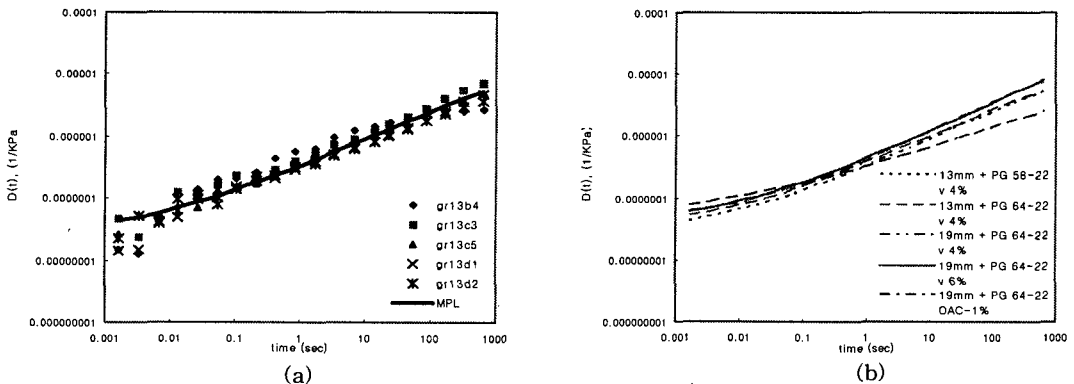 0.0001
0.00001
0.000001
0.0000001
0.00000001
0.000000001
D(t), (1/KPa)
gr13b4
gr13c3
gr13c5
gr13d1
gr13d2
MPL
0.001
0.01
0.1
1
10
100
1000
time (sec)
(a)
0.0001
0.00001
0.000001
0.0000001
0.00000001
0.000000001
D(t), (1/KPa)
13mm + PG 58-22
v 4%
13mm + PG 64-22
v 4%
19mm + PG 64-22
v 4%
19mm + PG 64-22
v 6%
19mm + PG 64-22
OAC-1%
0.001
0.01
0.1
1
10
100
1000
time (sec)
(b)